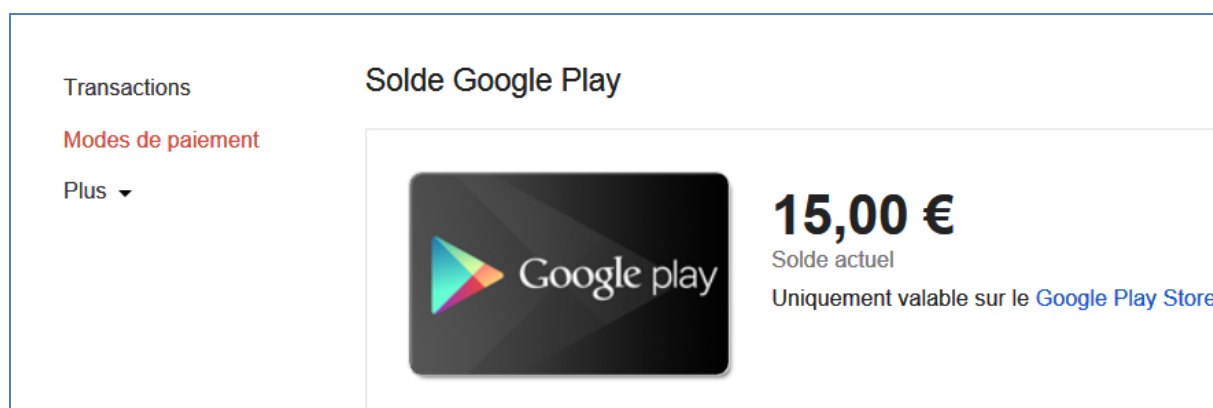 Transactions
Modes de paiement
Plus
Solde Google Play
Google play
15,00 €
Solde actuel
Uniquement valable sur le Google Play Store